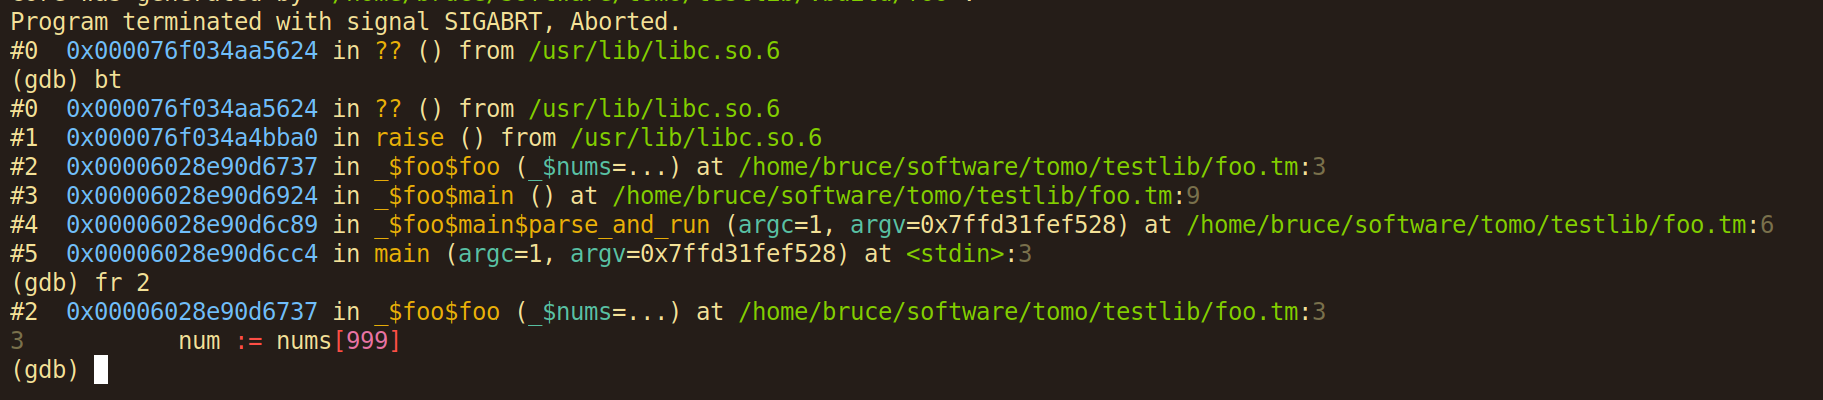 Program terminated with signal SIGABRT, Aborted.
#0  0x000076f034aa5624 in ?? () from /usr/lib/libc.so.6
(gdb) bt
#0  0x000076f034aa5624 in ?? () from /usr/lib/libc.so.6
#1  0x000076f034a4bba0 in raise () from /usr/lib/libc.so.6
#2  0x00006028e90d6737 in _$foo$foo (_$nums=...) at /home/bruce/software/tomo/testlib/foo.tm:3
#3  0x00006028e90d6924 in _$foo$main () at /home/bruce/software/tomo/testlib/foo.tm:9
#4  0x00006028e90d6c89 in _$foo$main$parse_and_run (argc=1, argv=0x7ffd31fef528) at /home/bruce/software/tomo/testlib/foo.tm:6
#5  0x00006028e90d6cc4 in main (argc=1, argv=0x7ffd31fef528) at <stdin>:3
(gdb) fr 2
#2  0x00006028e90d6737 in _$foo$foo (_$nums=...) at /home/bruce/software/tomo/testlib/foo.tm:3
3           num := nums[999]
(gdb)